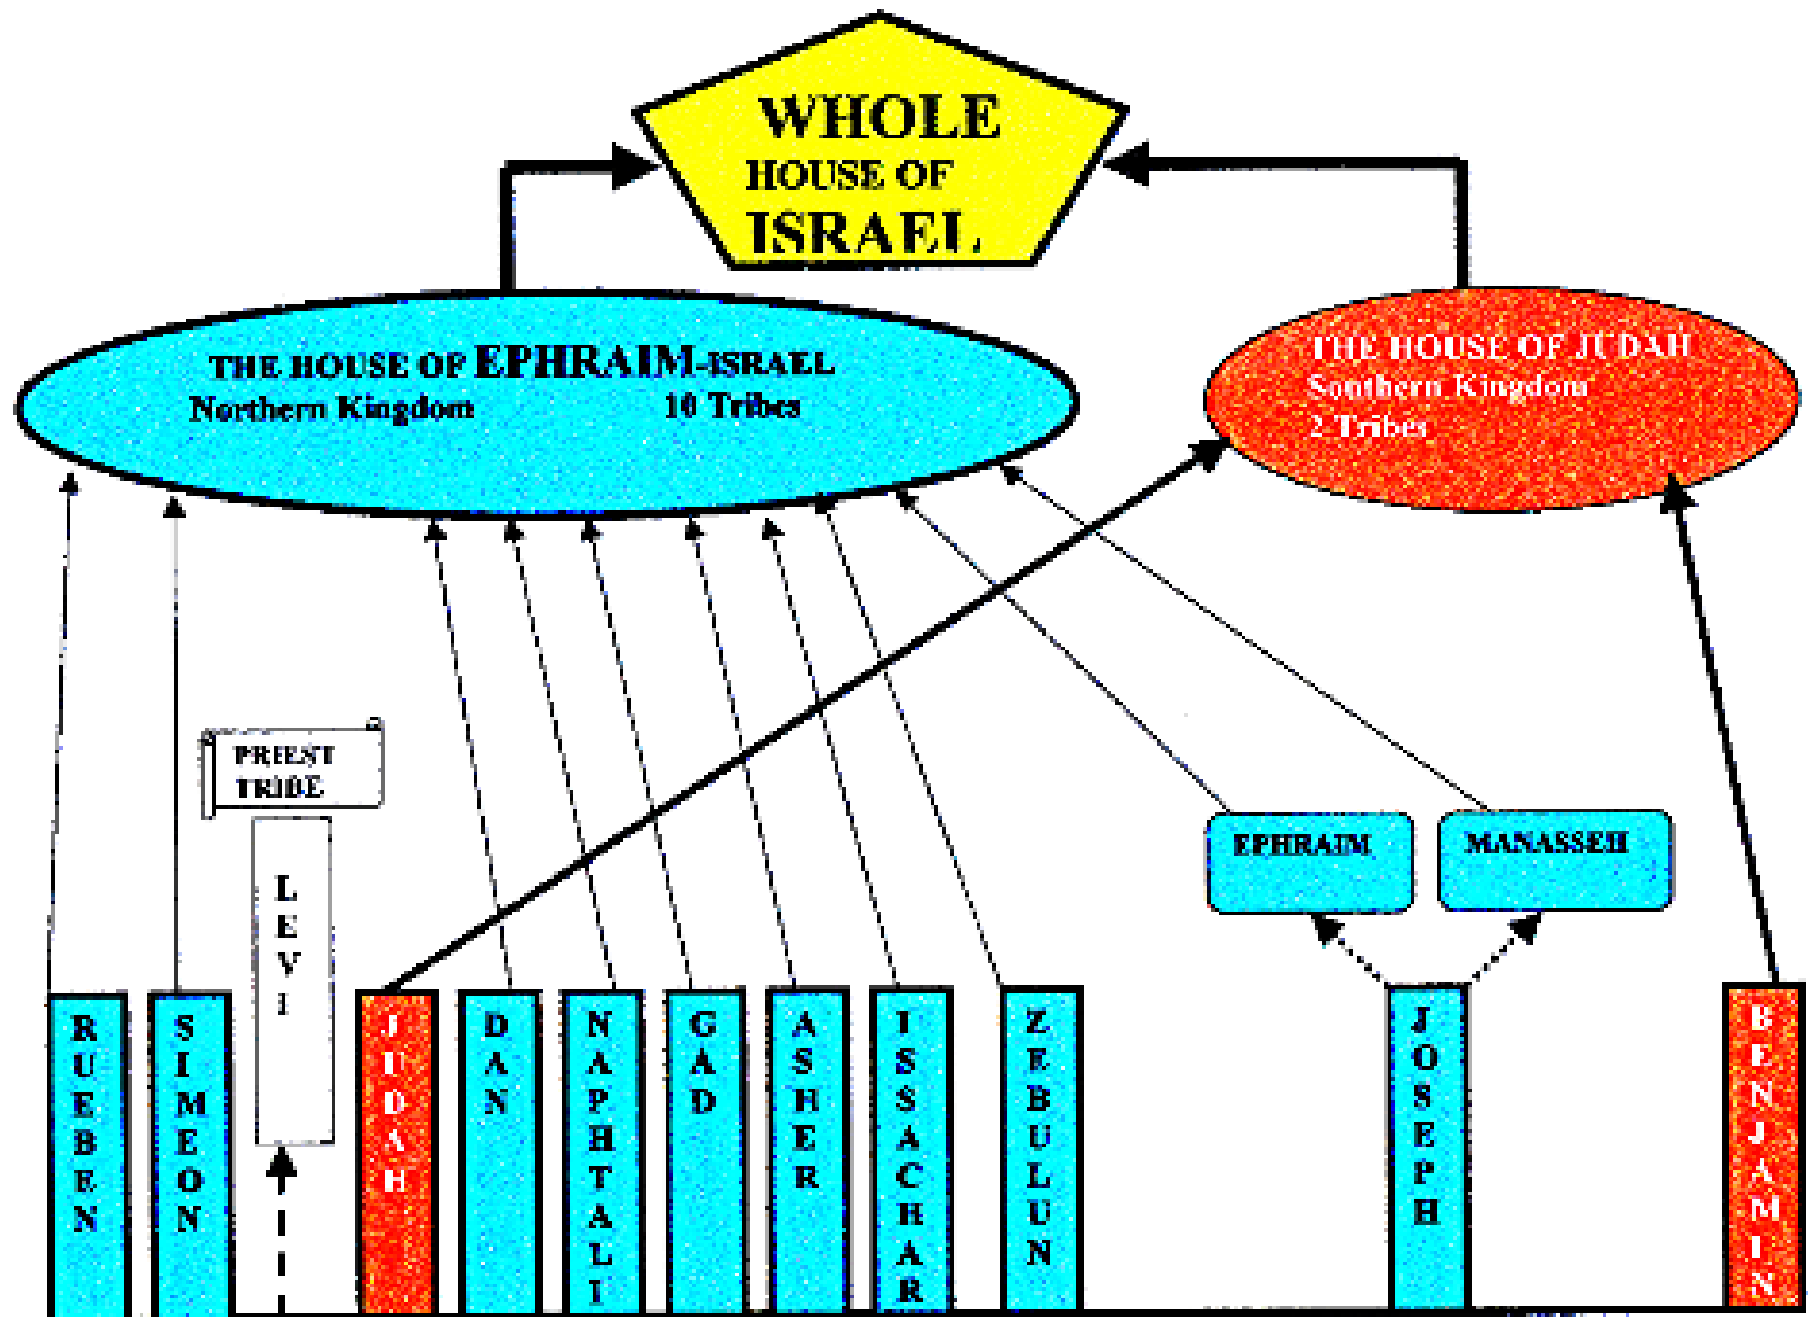 WHOLE
HOUSE OF
ISRAEL
THE HOUSE OF EPHRAIM-ISRAEL
Northern Kingdom 10 Tribes
THE HOUSE OF JUDAH
Southern Kingdom
2 Tribes
PRIENT
TRIBE
EPHRAIM
MANASSEH
RUEBEN
SIMEON
LEVI
JUDAH
DAN
NAPHTALI
GAD
ASHER
ISSACHAR
ZEBULUN
JOSEPH
BENJAMIN